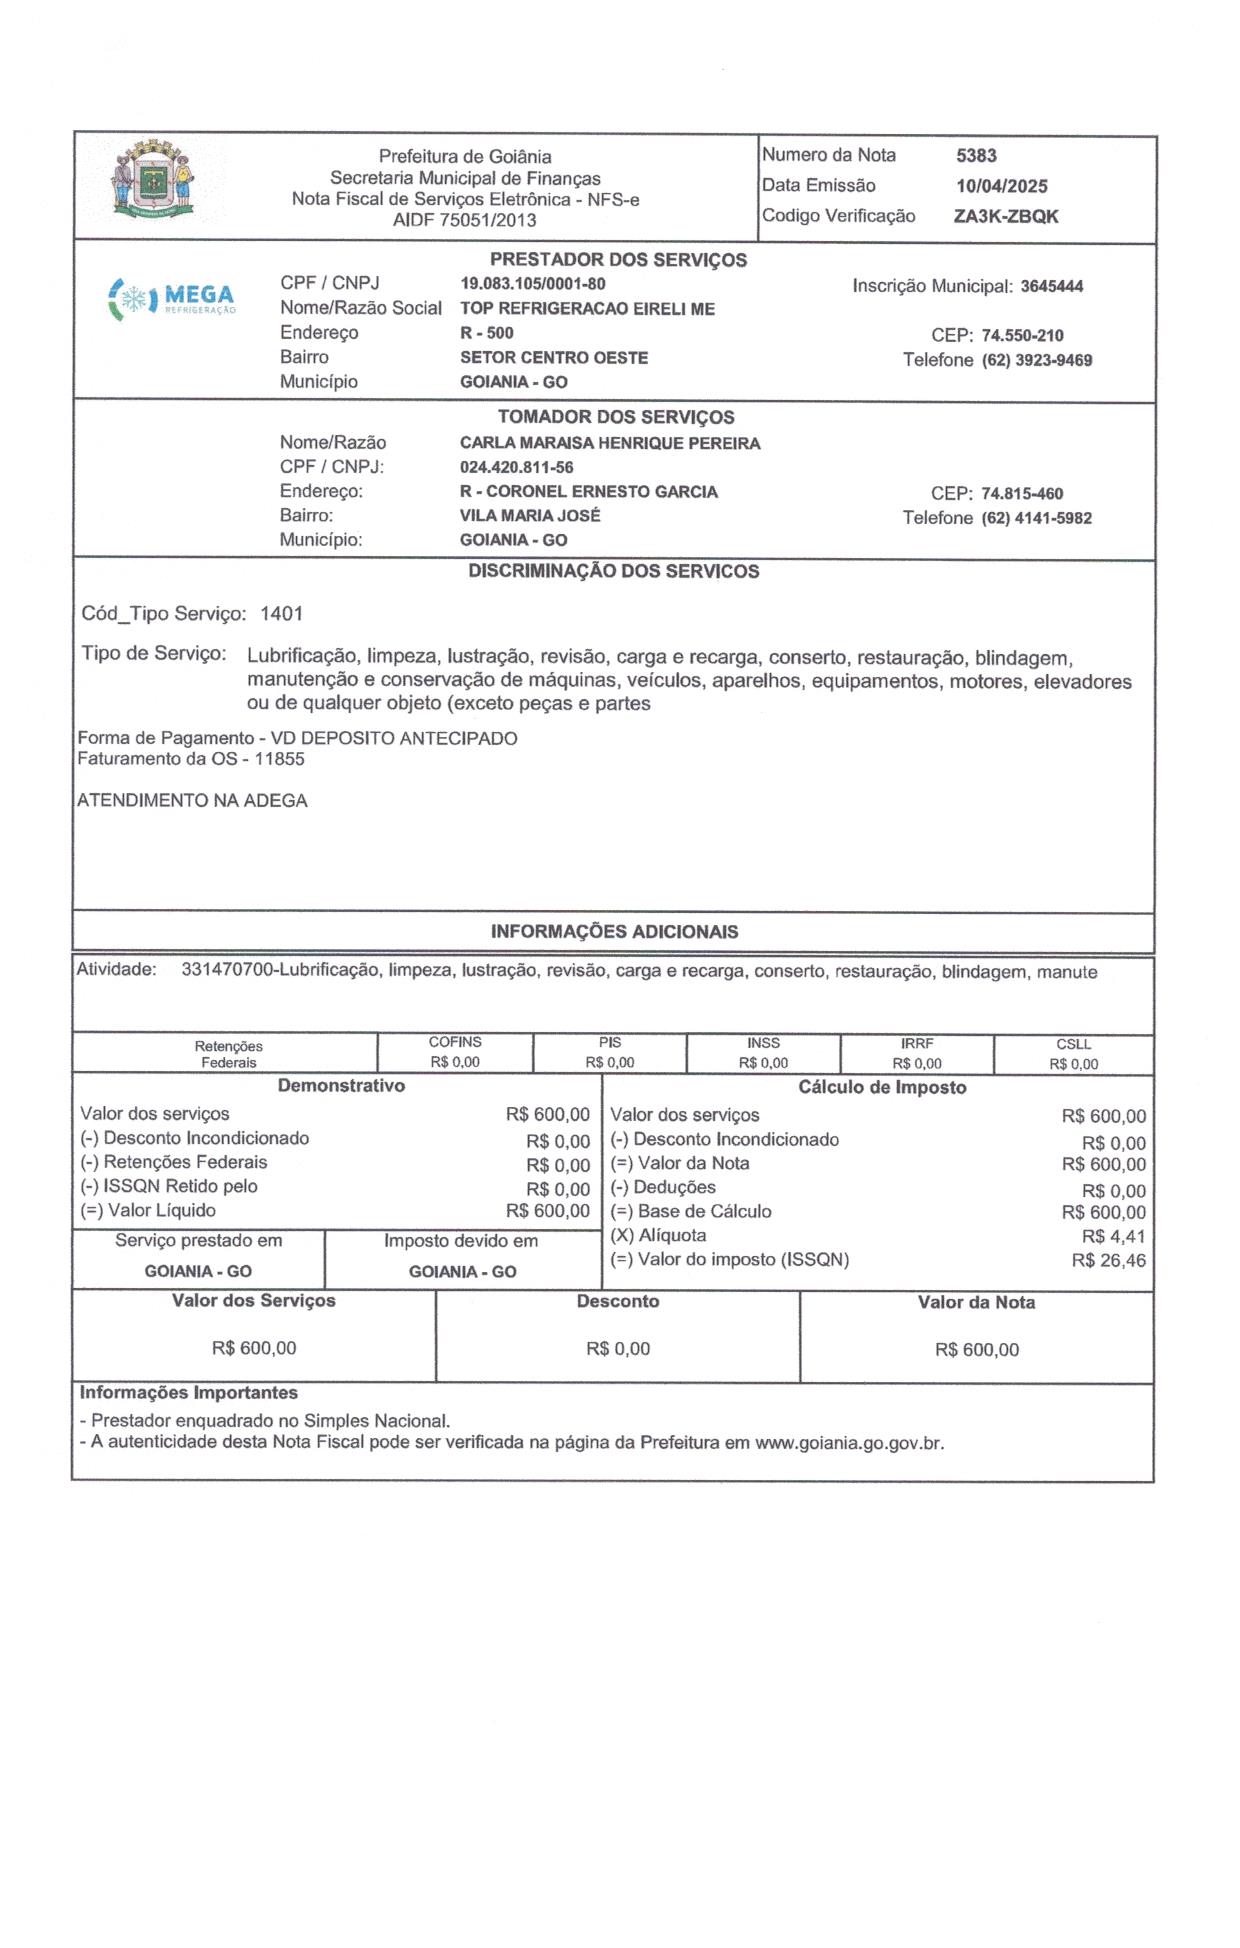 Prefeitura de Goiânia
Secretaria Municipal de Finanças
Nota Fiscal de Serviços Eletrônica - NFS-e
AIDF 75051/2013
Numero da Nota 5383
Data Emissão 10/04/2025
Codigo Verificação ZA3K-ZBQK
PRESTADOR DOS SERVIÇOS
MEGA
REFRIGERAÇÃO
CPF / CNPJ 19.083.105/0001-80 Inscrição Municipal: 3645444
Nome/Razão Social TOP REFRIGERACAO EIRELI ME
Endereço R - 500 CEP: 74.550-210
Bairro SETOR CENTRO OESTE Telefone (62) 3923-9469
Município GOIANIA - GO
TOMADOR DOS SERVIÇOS
Nome/Razão CARLA MARAISA HENRIQUE PEREIRA
CPF / CNPJ: 024.420.811-56
Endereço: R - CORONEL ERNESTO GARCIA CEP: 74.815-460
Bairro: VILA MARIA JOSÉ Telefone (62) 4141-5982
Município: GOIANIA - GO
DISCRIMINAÇÃO DOS SERVICOS
Cód_Tipo Serviço: 1401
Tipo de Serviço: Lubrificação, limpeza, lustração, revisão, carga e recarga, conserto, restauração, blindagem,
manutenção e conservação de máquinas, veículos, aparelhos, equipamentos, motores, elevadores
ou de qualquer objeto (exceto peças e partes
Forma de Pagamento - VD DEPOSITO ANTECIPADO
Faturamento da OS - 11855
ATENDIMENTO NA ADEGA
INFORMAÇÕES ADICIONAIS
Atividade: 331470700-Lubrificação, limpeza, lustração, revisão, carga e recarga, conserto, restauração, blindagem, manute
Retenções COFINS PIS INSS IRRF CSLL
Federais R$ 0,00 R$ 0,00 R$ 0,00 R$ 0,00 R$ 0,00
Demonstrativo
Valor dos serviços R$ 600,00
(-) Desconto Incondicionado R$ 0,00
(-) Retenções Federais R$ 0,00
(-) ISSQN Retido pelo R$ 0,00
(=) Valor Líquido R$ 600,00
Serviço prestado em Imposto devido em
GOIANIA - GO GOIANIA - GO
Cálculo de Imposto
Valor dos serviços R$ 600,00
(-) Desconto Incondicionado R$ 0,00
(=) Valor da Nota R$ 600,00
(-) Deduções R$ 0,00
(=) Base de Cálculo R$ 600,00
(X) Alíquota R$ 4,41
(=) Valor do imposto (ISSQN) R$ 26,46
Valor dos Serviços Desconto Valor da Nota
R$ 600,00 R$ 0,00 R$ 600,00
Informações Importantes
- Prestador enquadrado no Simples Nacional.
- A autenticidade desta Nota Fiscal pode ser verificada na página da Prefeitura em www.goiania.go.gov.br.